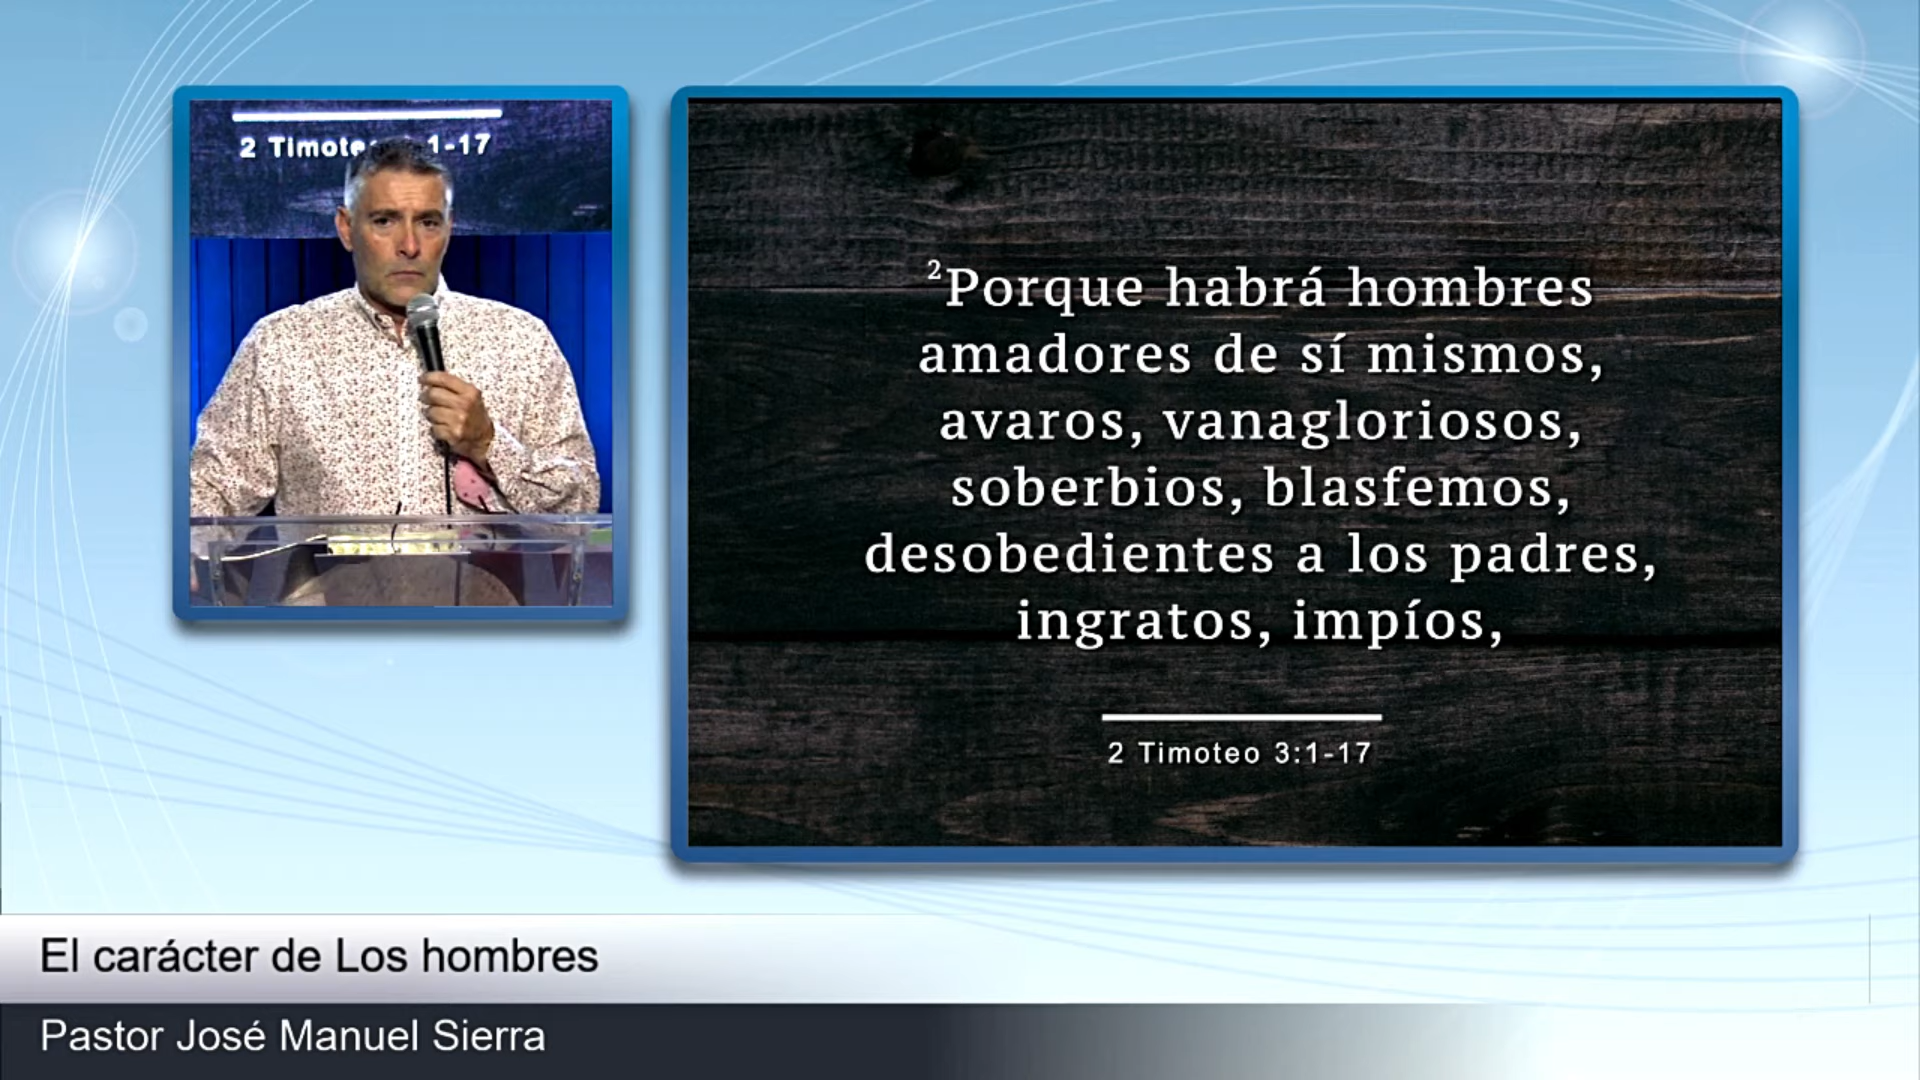 2 Timote 1-17
²Porque habrá hombres
amadores de sí mismos,
avaros, vanagloriosos,
soberbios, blasfemos,
desobedientes a los padres,
ingratos, impíos,
2 Timoteo 3:1-17
El carácter de Los hombres
Pastor José Manuel Sierra